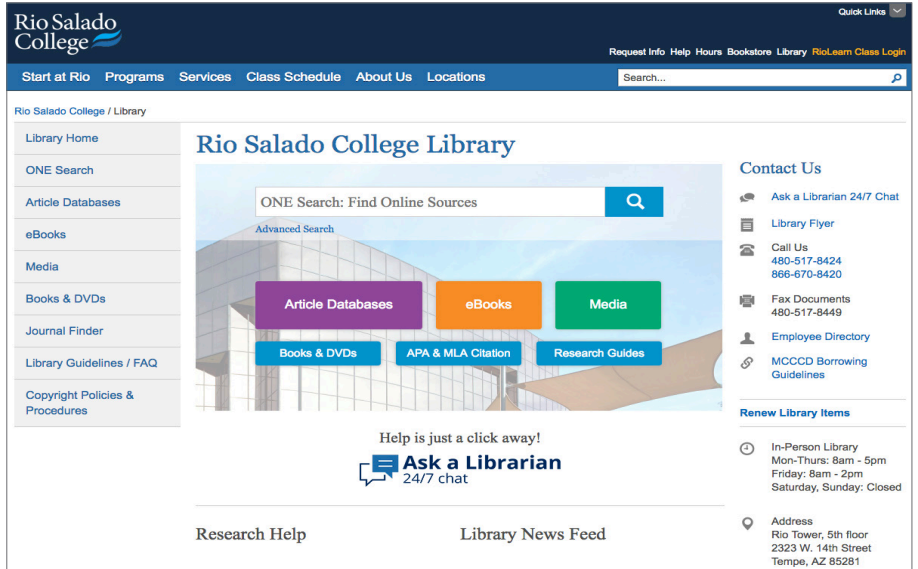 Rio Salado
College
Quick Links
Request Info Help Hours Bookstore Library RioLearn Class Login
Start at Rio Programs Services Class Schedule About Us Locations
Search...
Rio Salado College / Library
Library Home
ONE Search
Article Databases
eBooks
Media
Books & DVDs
Journal Finder
Library Guidelines / FAQ
Copyright Policies &
Procedures
Rio Salado College Library
ONE Search: Find Online Sources
Advanced Search
Article Databases
eBooks
Media
Books & DVDs
APA & MLA Citation
Research Guides
Help is just a click away!
Ask a Librarian
24/7 chat
Research Help
Library News Feed
Contact Us
Ask a Librarian 24/7 Chat
Library Flyer
Call Us
480-517-8424
866-670-8420
Fax Documents
480-517-8449
Employee Directory
MCCCD Borrowing
Guidelines
Renew Library Items
In-Person Library
Mon-Thurs: 8am - 5pm
Friday: 8am - 2pm
Saturday, Sunday: Closed
Address
Rio Tower, 5th floor
2323 W. 14th Street
Tempe, AZ 85281